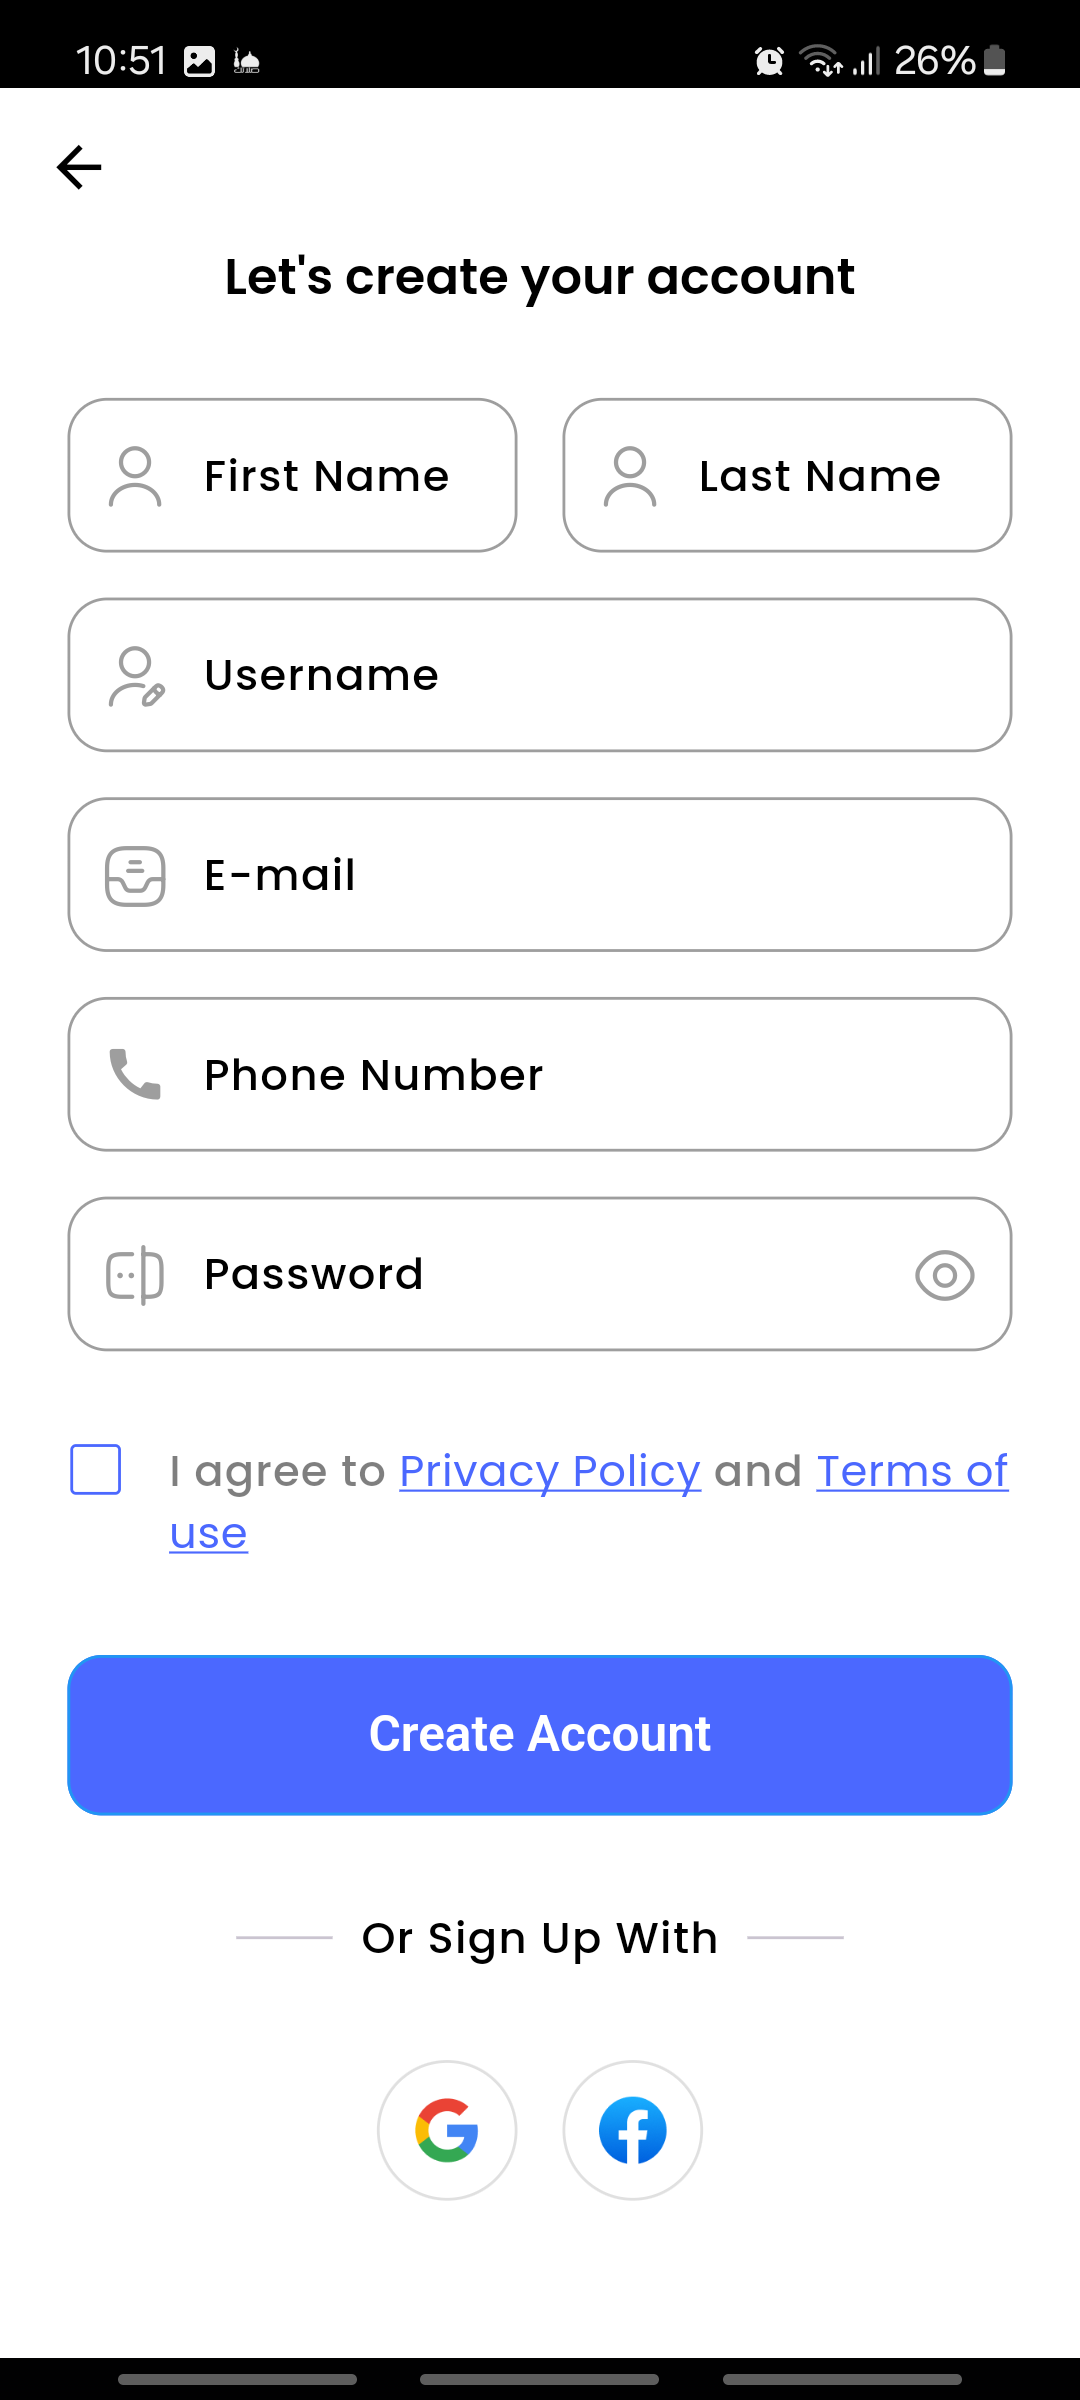 10:51 26%
Let's create your account
First Name Last Name
Username
E-mail
Phone Number
Password
I agree to Privacy Policy and Terms of
use
Create Account
Or Sign Up With